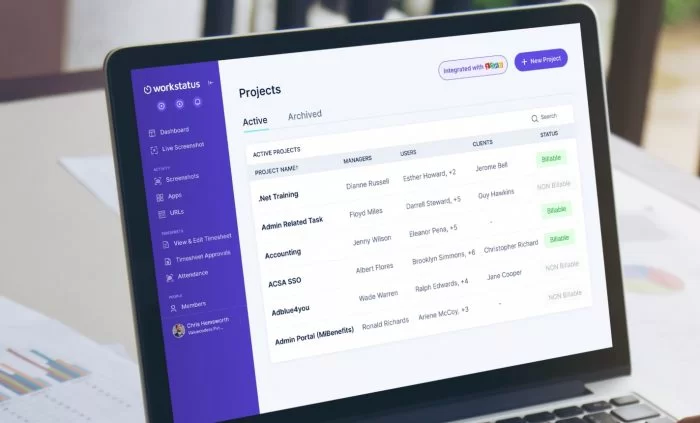 workstatus
Dashboard
Live Screenshot
ACTIVITY
Screenshots
Apps
URLs
TIMESHEETS
View & Edit Timesheet
Timesheet Approvals
Attendance
PEOPLE
Members
Chris Hemsworth
Integrated with
+ New Project
Projects
Active Archived
ACTIVE PROJECTS Search
PROJECT NAME↑ MANAGERS USERS CLIENTS STATUS
.Net Training Dianne Russell Esther Howard, +2 Jerome Bell Billable
Admin Related Task Floyd Miles Darrell Steward, +5 Guy Hawkins NON Billable
Accounting Jenny Wilson Eleanor Pena, +5 - Billable
ACSA SSO Albert Flores Brooklyn Simmons, +6 Christopher Richard Billable
Adblue4you Wade Warren Ralph Edwards, +4 Jane Cooper NON Billable
Admin Portal (MiBenefits) Ronald Richards Arlene McCoy, +3 - NON Billable